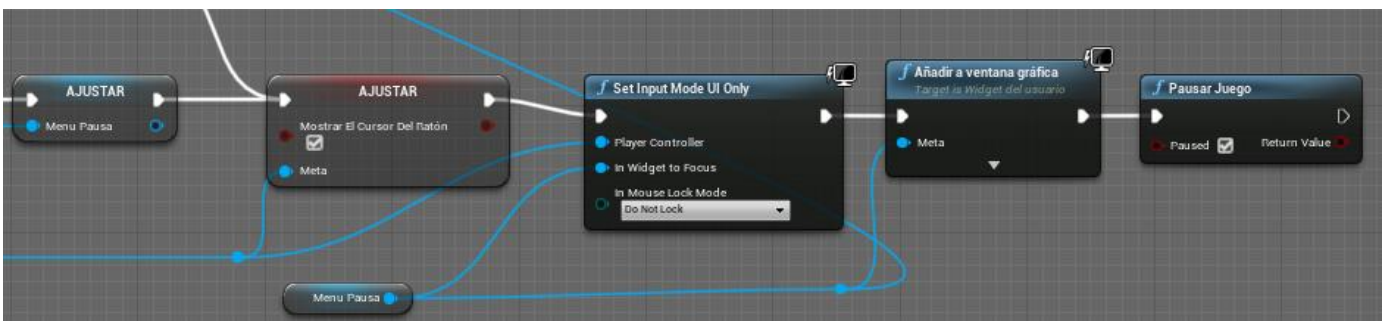 AJUSTAR
Menu Pausa
AJUSTAR
Mostrar El Cursor Del Ratón
Meta
f Set Input Mode UI Only
Player Controller
In Widget to Focus
In Mouse Lock Mode
Do Not Lock
f Añadir a ventana gráfica
Target is Widget del usuario
Meta
f Pausar Juego
Paused
Return Value
Menu Pausa